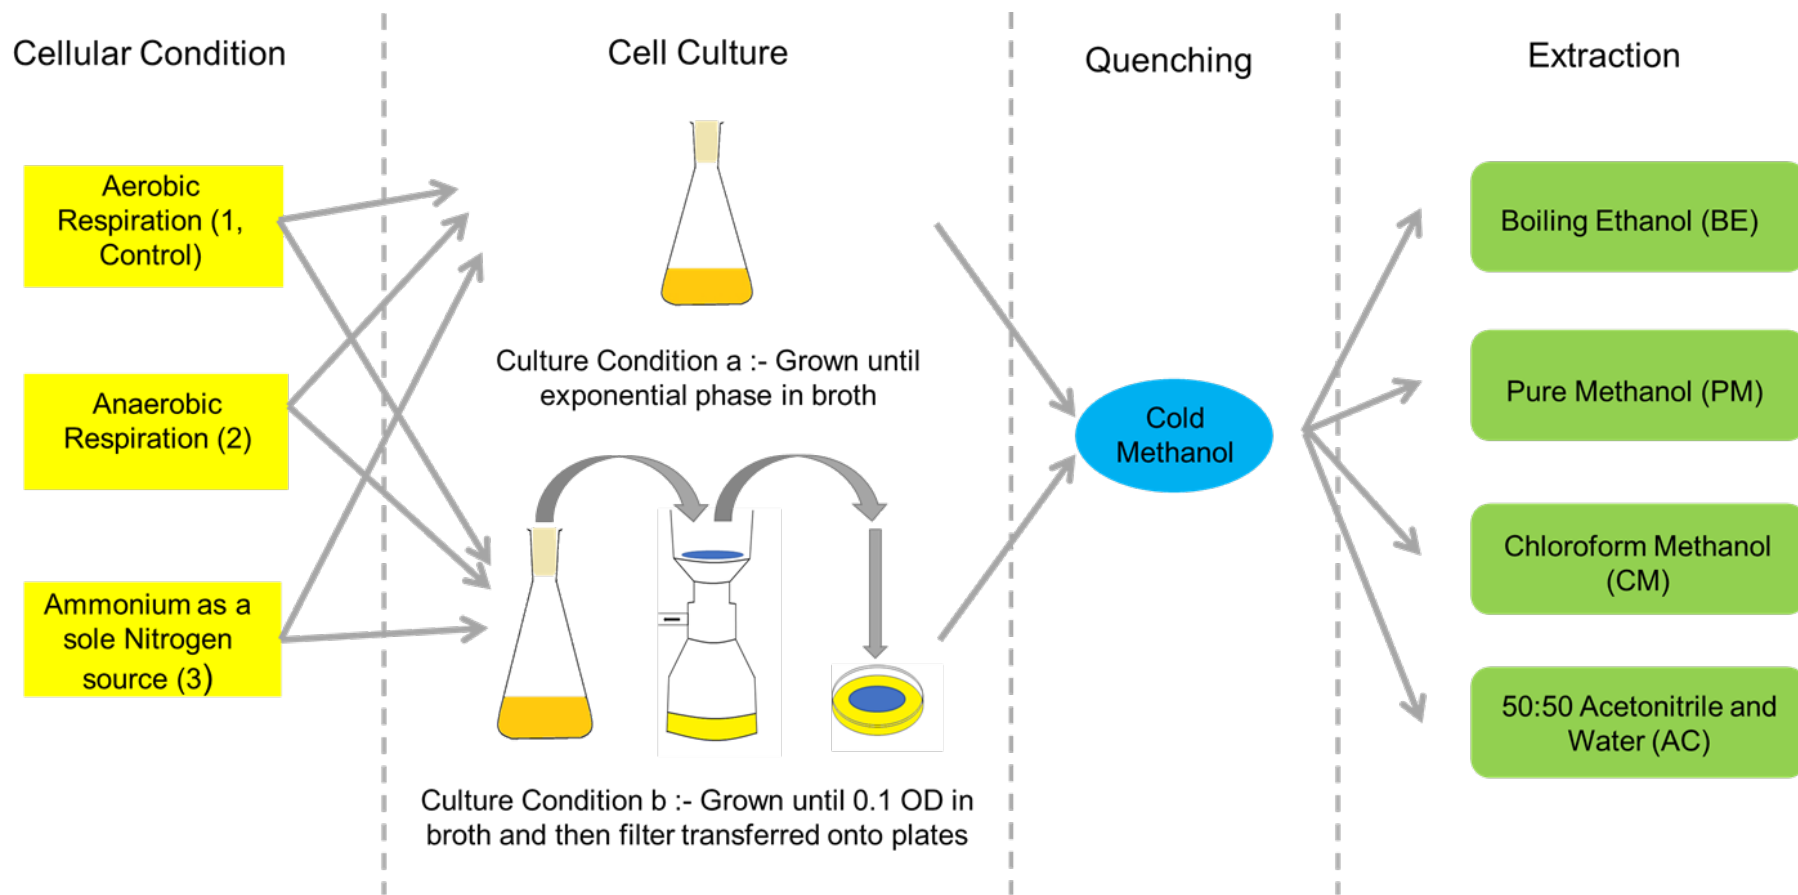 Cellular Condition
Cell Culture
Quenching
Extraction
Aerobic
Respiration (1,
Control)
Anaerobic
Respiration (2)
Ammonium as a
sole Nitrogen
source (3)
Culture Condition a :- Grown until
exponential phase in broth
Culture Condition b :- Grown until 0.1 OD in
broth and then filter transferred onto plates
Cold
Methanol
Boiling Ethanol (BE)
Pure Methanol (PM)
Chloroform Methanol
(CM)
50:50 Acetonitrile and
Water (AC)